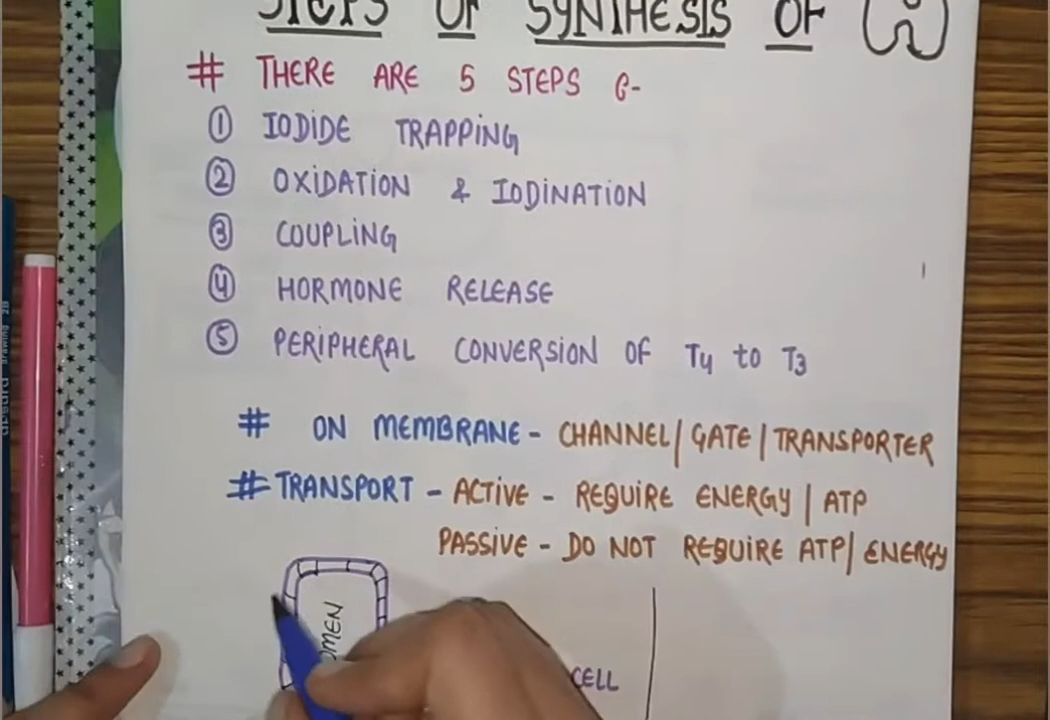 STEPS OF SYNTHESIS OF
# THERE ARE 5 STEPS :-
① IODIDE TRAPPING
② OXIDATION & IODINATION
③ COUPLING
④ HORMONE RELEASE
⑤ PERIPHERAL CONVERSION OF T4 to T3
# ON MEMBRANE - CHANNEL/GATE/TRANSPORTER
# TRANSPORT - ACTIVE - REQUIRE ENERGY | ATP
PASSIVE - DO NOT REQUIRE ATP/ENERGY
CELL